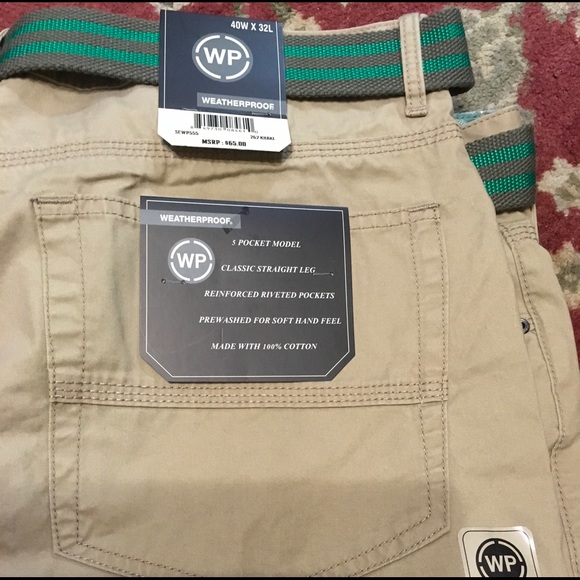 40W X 32L
WP
WEATHERPROOF
SEWP555
MSRP: $65.00
WEATHERPROOF.
WP
5 POCKET MODEL
CLASSIC STRAIGHT LEG
REINFORCED RIVETED POCKETS
PREWASHED FOR SOFT HAND FEEL
MADE WITH 100% COTTON
WP